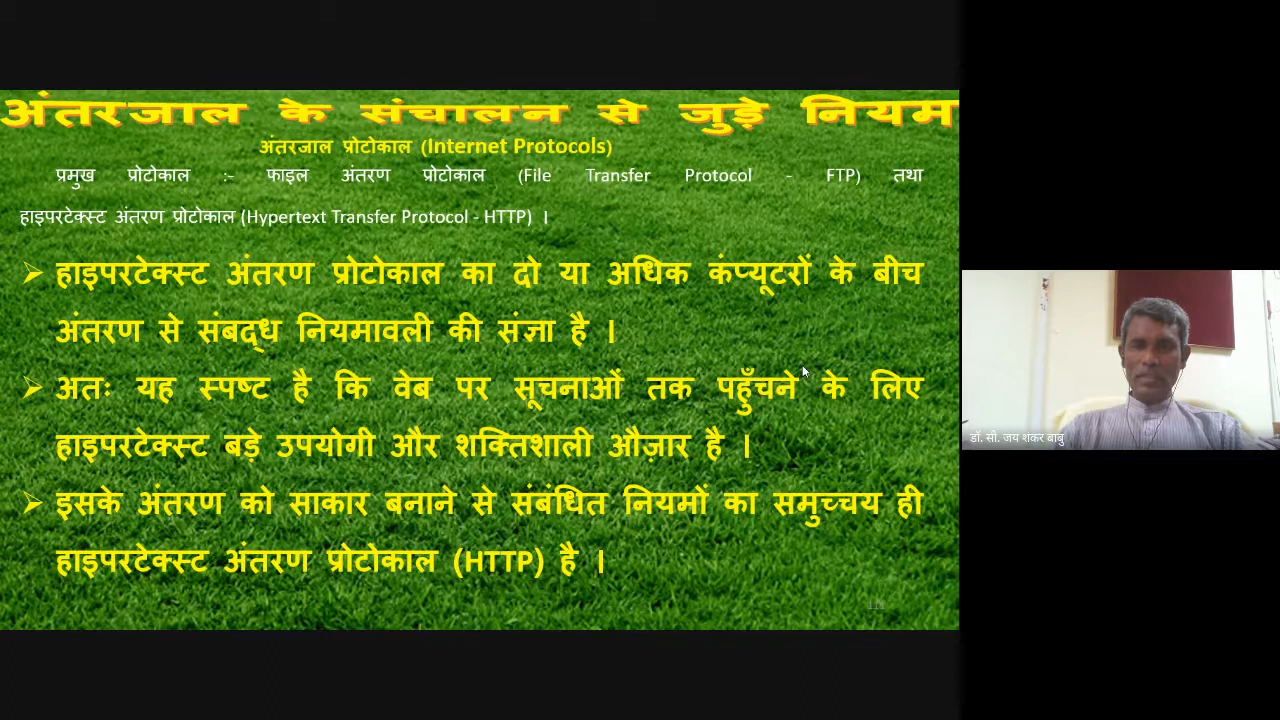 अंतरजाल के संचालन से जुड़े नियम
अंतरजाल प्रोटोकाल (Internet Protocols)
प्रमुख प्रोटोकाल :- फाइल अंतरण प्रोटोकाल (File Transfer Protocol - FTP) तथा
हाइपरटेक्स्ट अंतरण प्रोटोकाल (Hypertext Transfer Protocol - HTTP) ।
➢ हाइपरटेक्स्ट अंतरण प्रोटोकाल का दो या अधिक कंप्यूटरों के बीच
अंतरण से संबद्ध नियमावली की संज्ञा है ।
➢ अतः यह स्पष्ट है कि वेब पर सूचनाओं तक पहुँचने के लिए
हाइपरटेक्स्ट बड़े उपयोगी और शक्तिशाली औज़ार है ।
➢ इसके अंतरण को साकार बनाने से संबंधित नियमों का समुच्चय ही
हाइपरटेक्स्ट अंतरण प्रोटोकाल (HTTP) है ।
डॉ. सी. जय शंकर बाबु